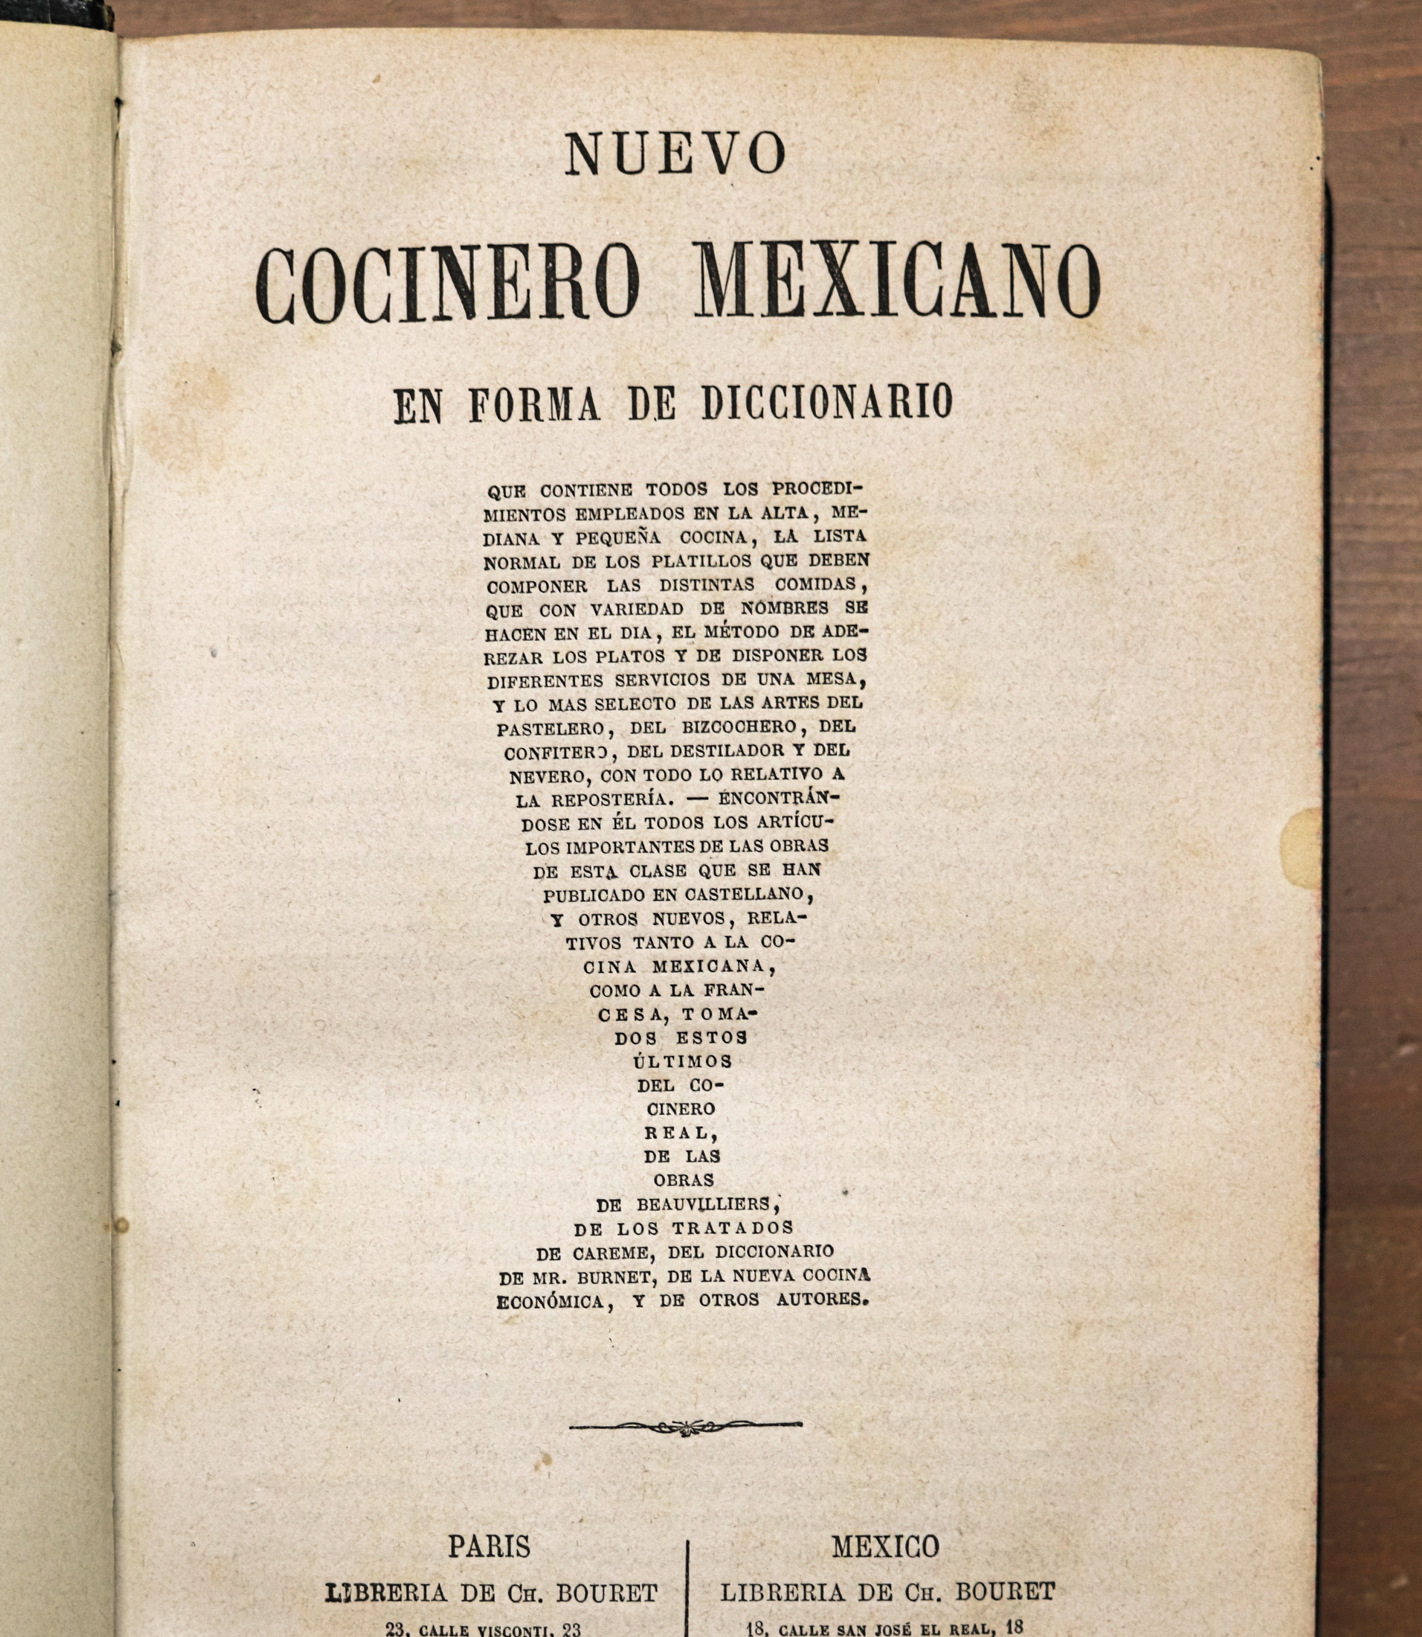 NUEVO
COCINERO MEXICANO
EN FORMA DE DICCIONARIO
QUE CONTIENE TODOS LOS PROCEDI-
MIENTOS EMPLEADOS EN LA ALTA, ME-
DIANA Y PEQUEÑA COCINA, LA LISTA
NORMAL DE LOS PLATILLOS QUE DEBEN
COMPONER LAS DISTINTAS COMIDAS,
QUE CON VARIEDAD DE NOMBRES SE
HACEN EN EL DIA, EL MÉTODO DE ADE-
REZAR LOS PLATOS Y DE DISPONER LOS
DIFERENTES SERVICIOS DE UNA MESA,
Y LO MAS SELECTO DE LAS ARTES DEL
PASTELERO, DEL BIZCOCHERO, DEL
CONFITERO, DEL DESTILADOR Y DEL
NEVERO, CON TODO LO RELATIVO A
LA REPOSTERÍA. — ENCONTRÁN-
DOSE EN ÉL TODOS LOS ARTÍCU-
LOS IMPORTANTES DE LAS OBRAS
DE ESTA CLASE QUE SE HAN
PUBLICADO EN CASTELLANO,
Y OTROS NUEVOS, RELA-
TIVOS TANTO A LA CO-
CINA MEXICANA,
COMO A LA FRAN-
CESA, TOMA-
DOS ESTOS
ÚLTIMOS
DEL CO-
CINERO
REAL,
DE LAS
OBRAS
DE BEAUVILLIERS,
DE LOS TRATADOS
DE CAREME, DEL DICCIONARIO
DE MR. BURNET, DE LA NUEVA COCINA
ECONÓMICA, Y DE OTROS AUTORES.
PARIS
LIBRERIA DE CH. BOURET
23, CALLE VISCONTI, 23
MEXICO
LIBRERIA DE CH. BOURET
18, CALLE SAN JOSÉ EL REAL, 18